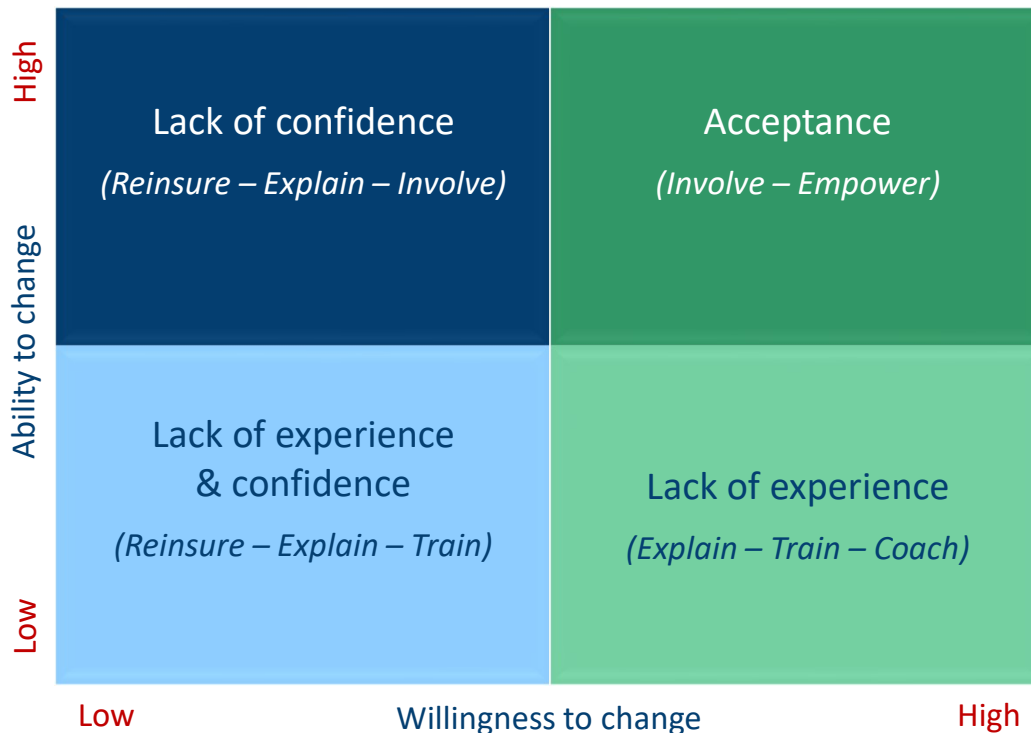 High
Lack of confidence
(Reinsure – Explain – Involve)
Acceptance
(Involve – Empower)
Ability to change
Lack of experience
& confidence
(Reinsure – Explain – Train)
Lack of experience
(Explain – Train – Coach)
Low
Low
Willingness to change
High